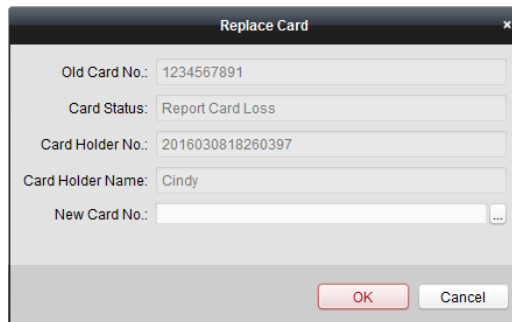 Replace Card ×
Old Card No.: 1234567891
Card Status: Report Card Loss
Card Holder No.: 2016030818260397
Card Holder Name: Cindy
New Card No.: ...
OK Cancel